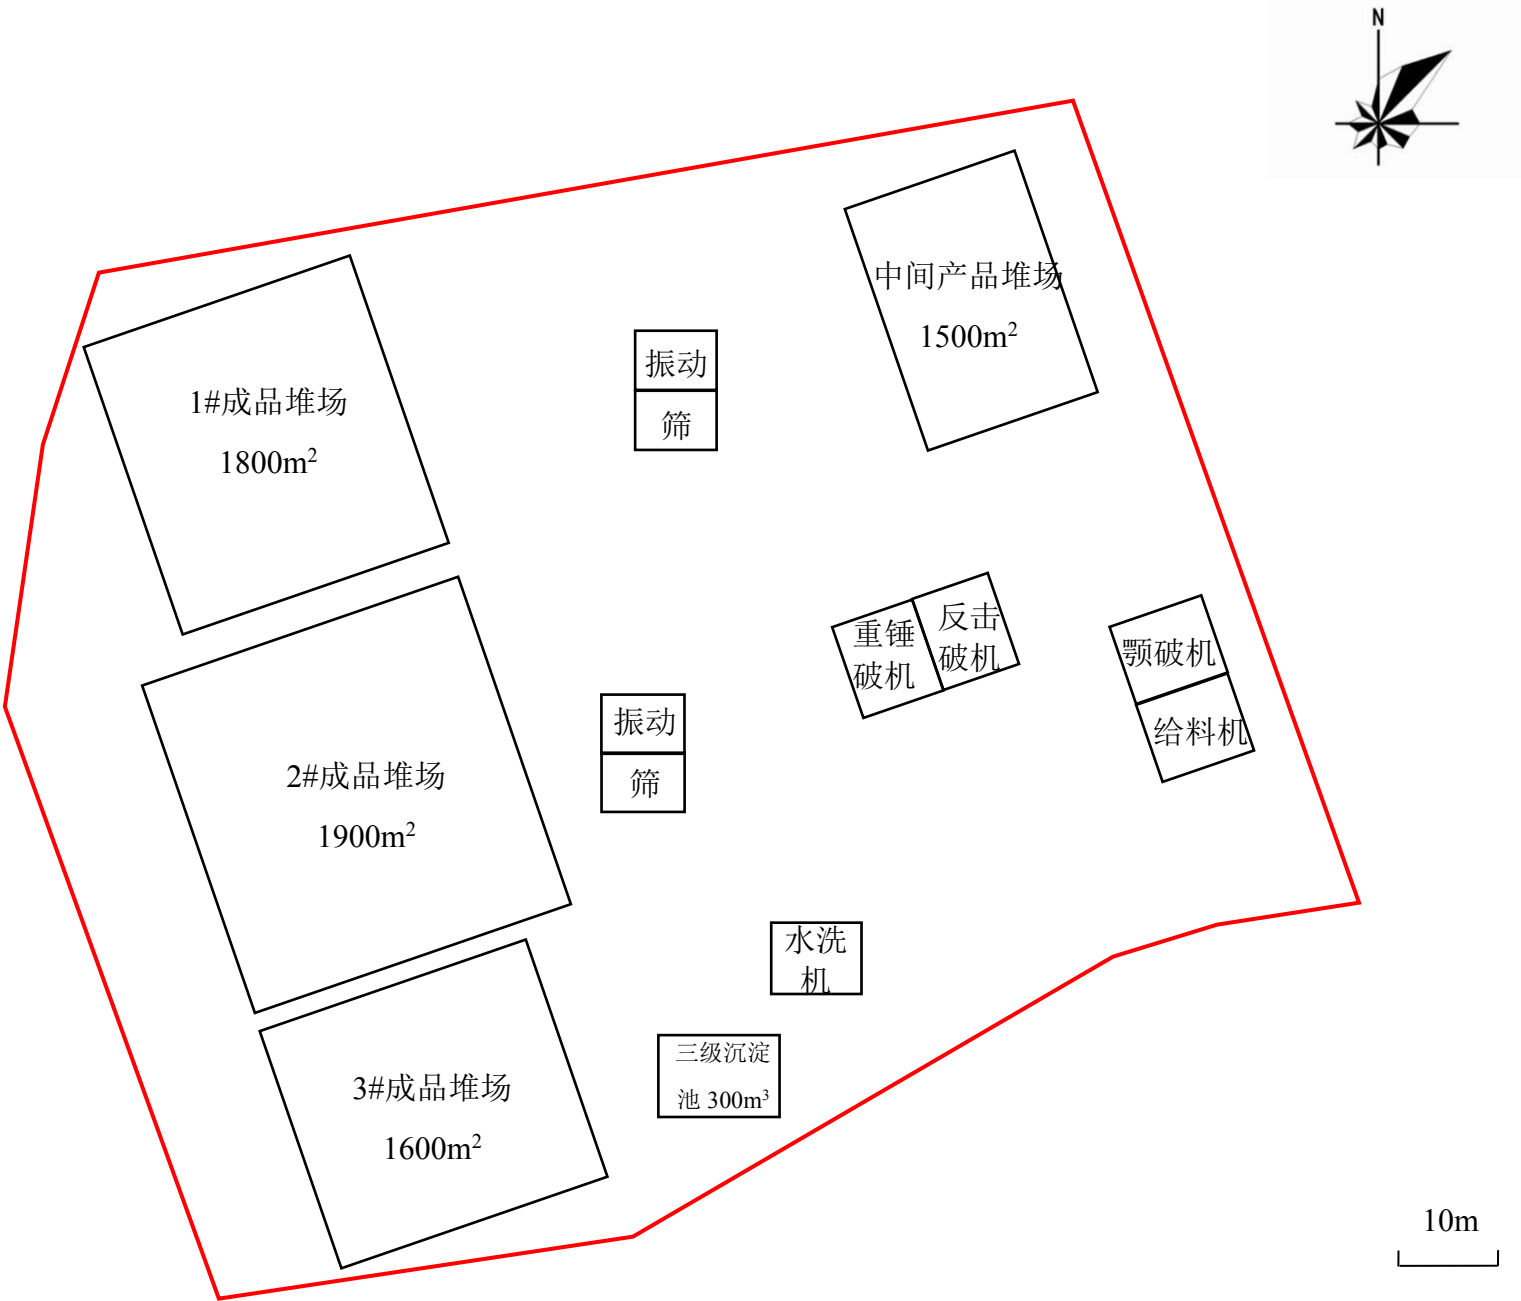 N
中间产品堆场
1500m²
振动
筛
1#成品堆场
1800m²
重锤
破机
反击
破机
颚破机
给料机
振动
筛
2#成品堆场
1900m²
水洗
机
三级沉淀
池 300m³
3#成品堆场
1600m²
10m